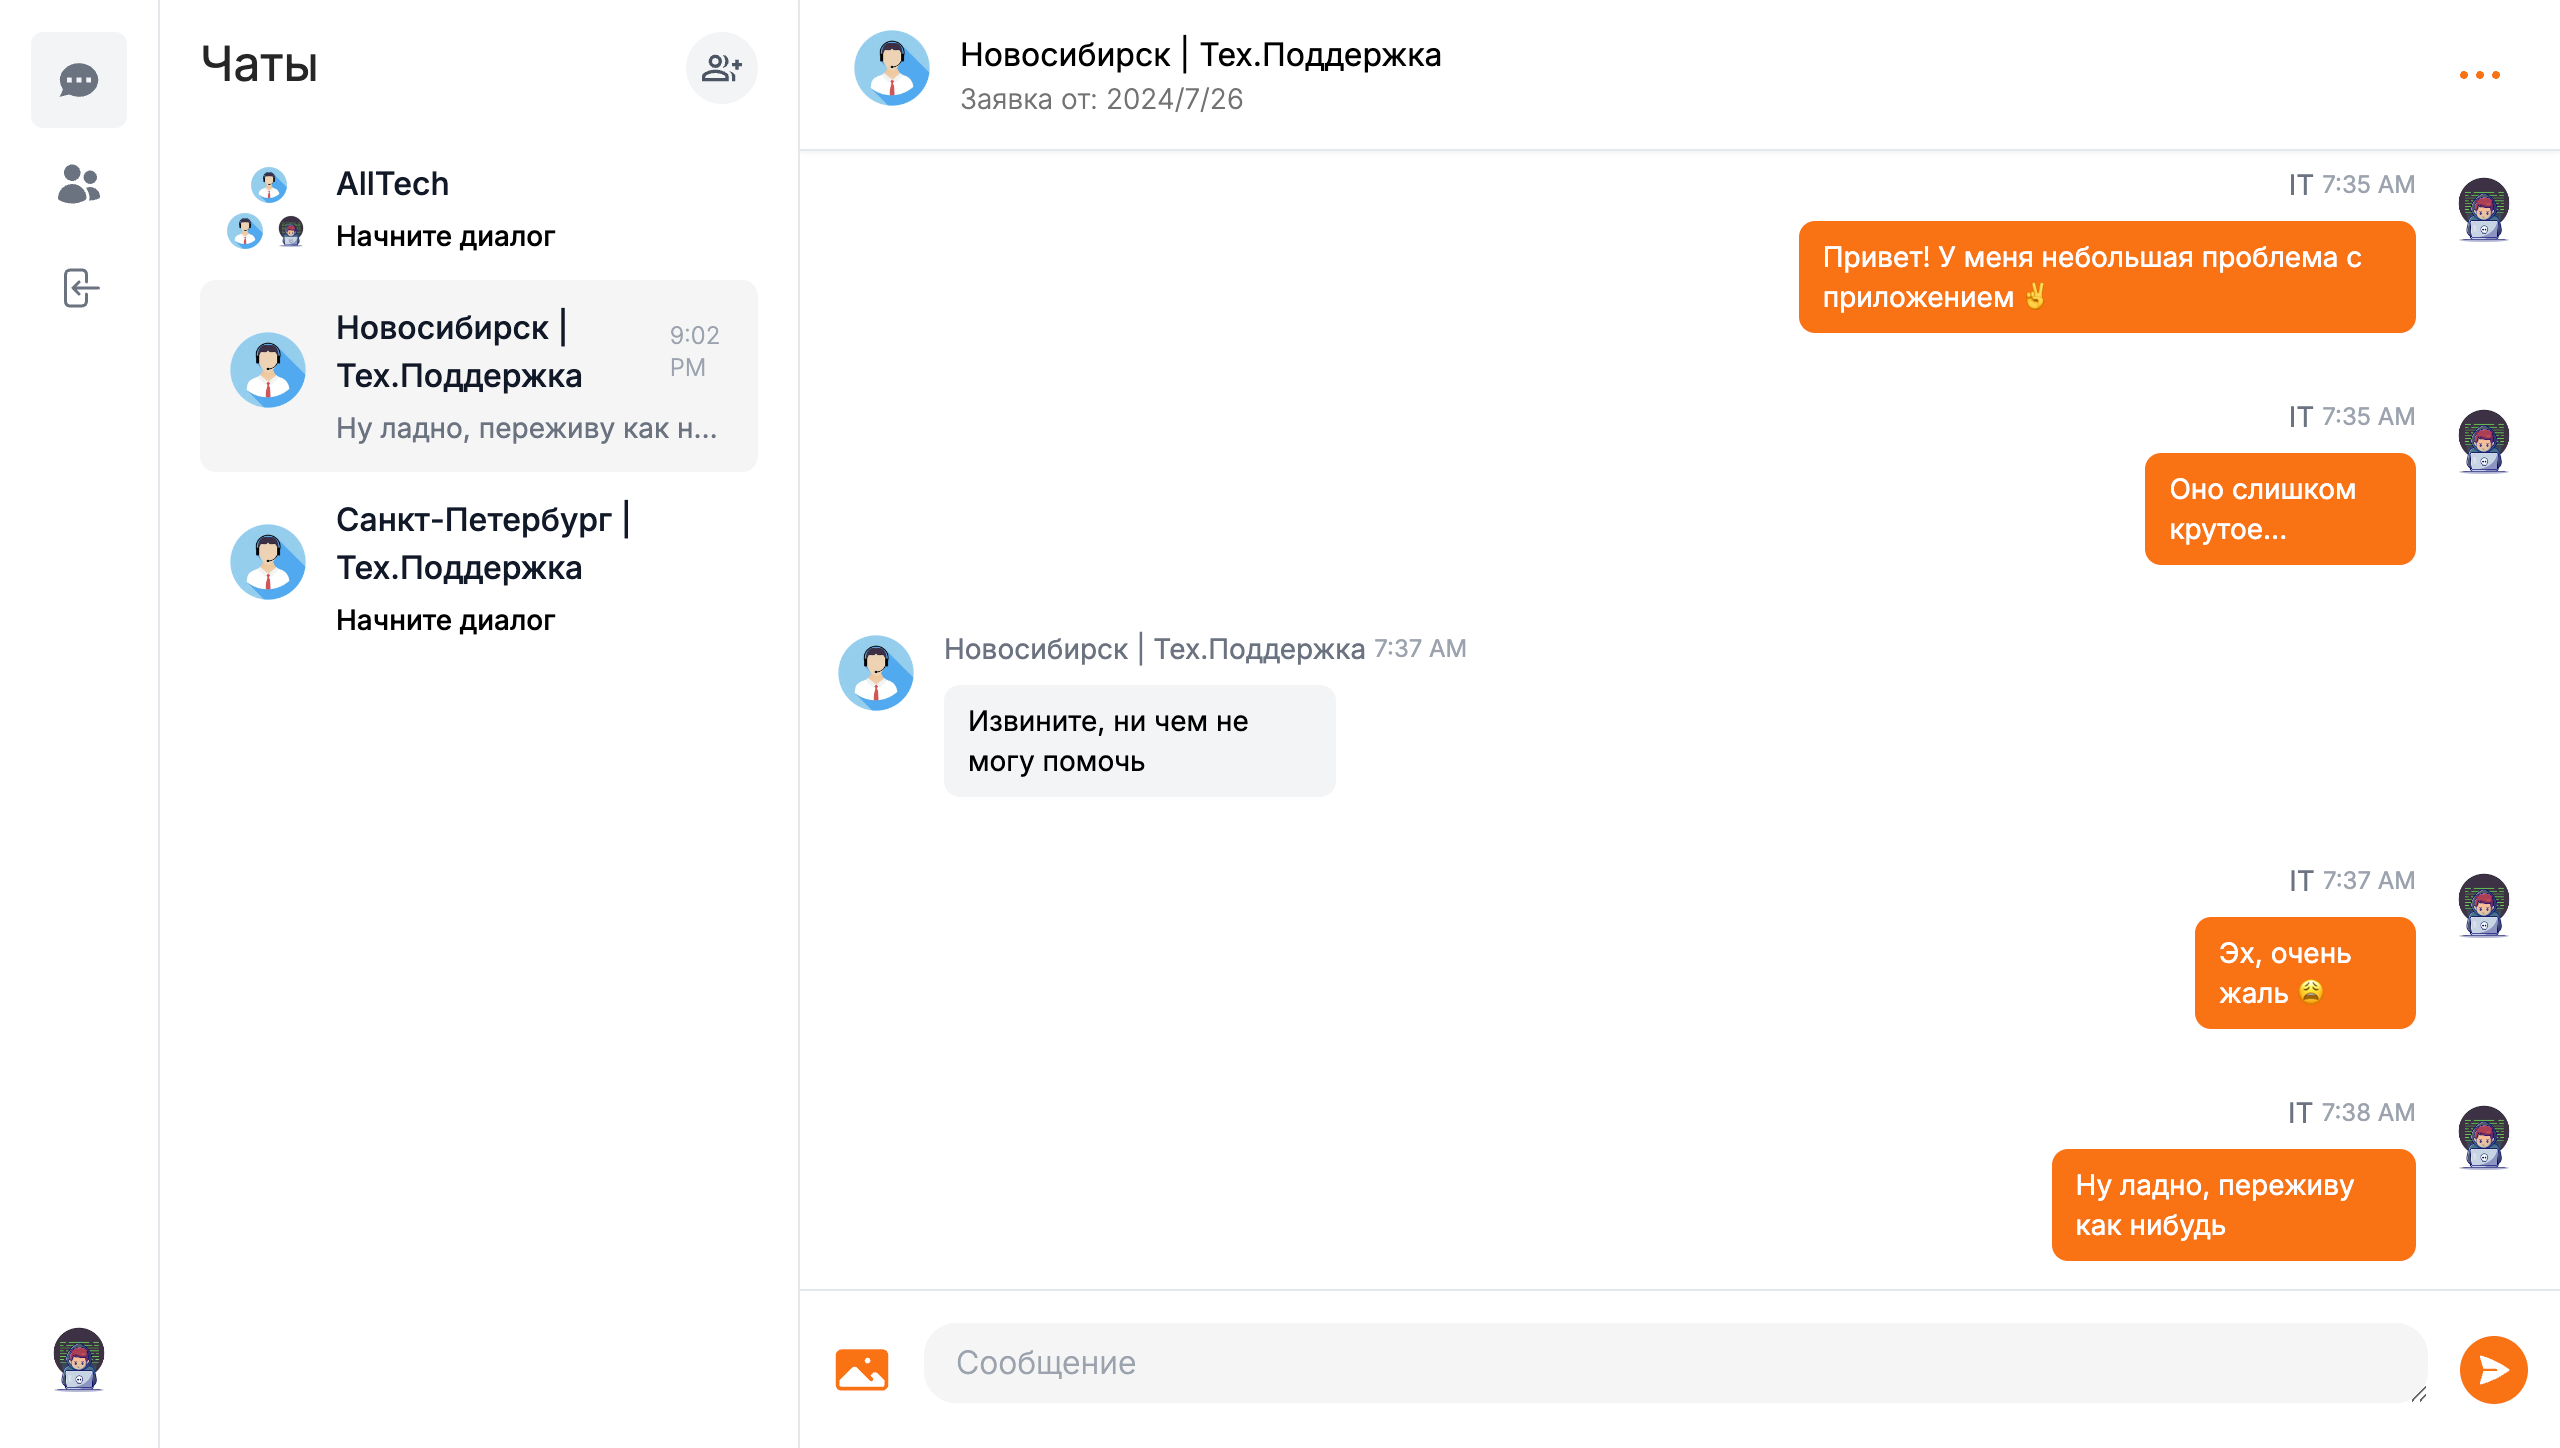 Чаты
AllTech
Начните диалог
Новосибирск |
Тех.Поддержка
9:02
PM
Ну ладно, переживу как н...
Санкт-Петербург |
Тех.Поддержка
Начните диалог
Новосибирск | Тех.Поддержка
Заявка от: 2024/7/26
IT 7:35 AM
Привет! У меня небольшая проблема с
приложением ✌️
IT 7:35 AM
Оно слишком
крутое...
Новосибирск | Тех.Поддержка 7:37 AM
Извините, ни чем не
могу помочь
IT 7:37 AM
Эх, очень
жаль 😩
IT 7:38 AM
Ну ладно, переживу
как нибудь
Сообщение